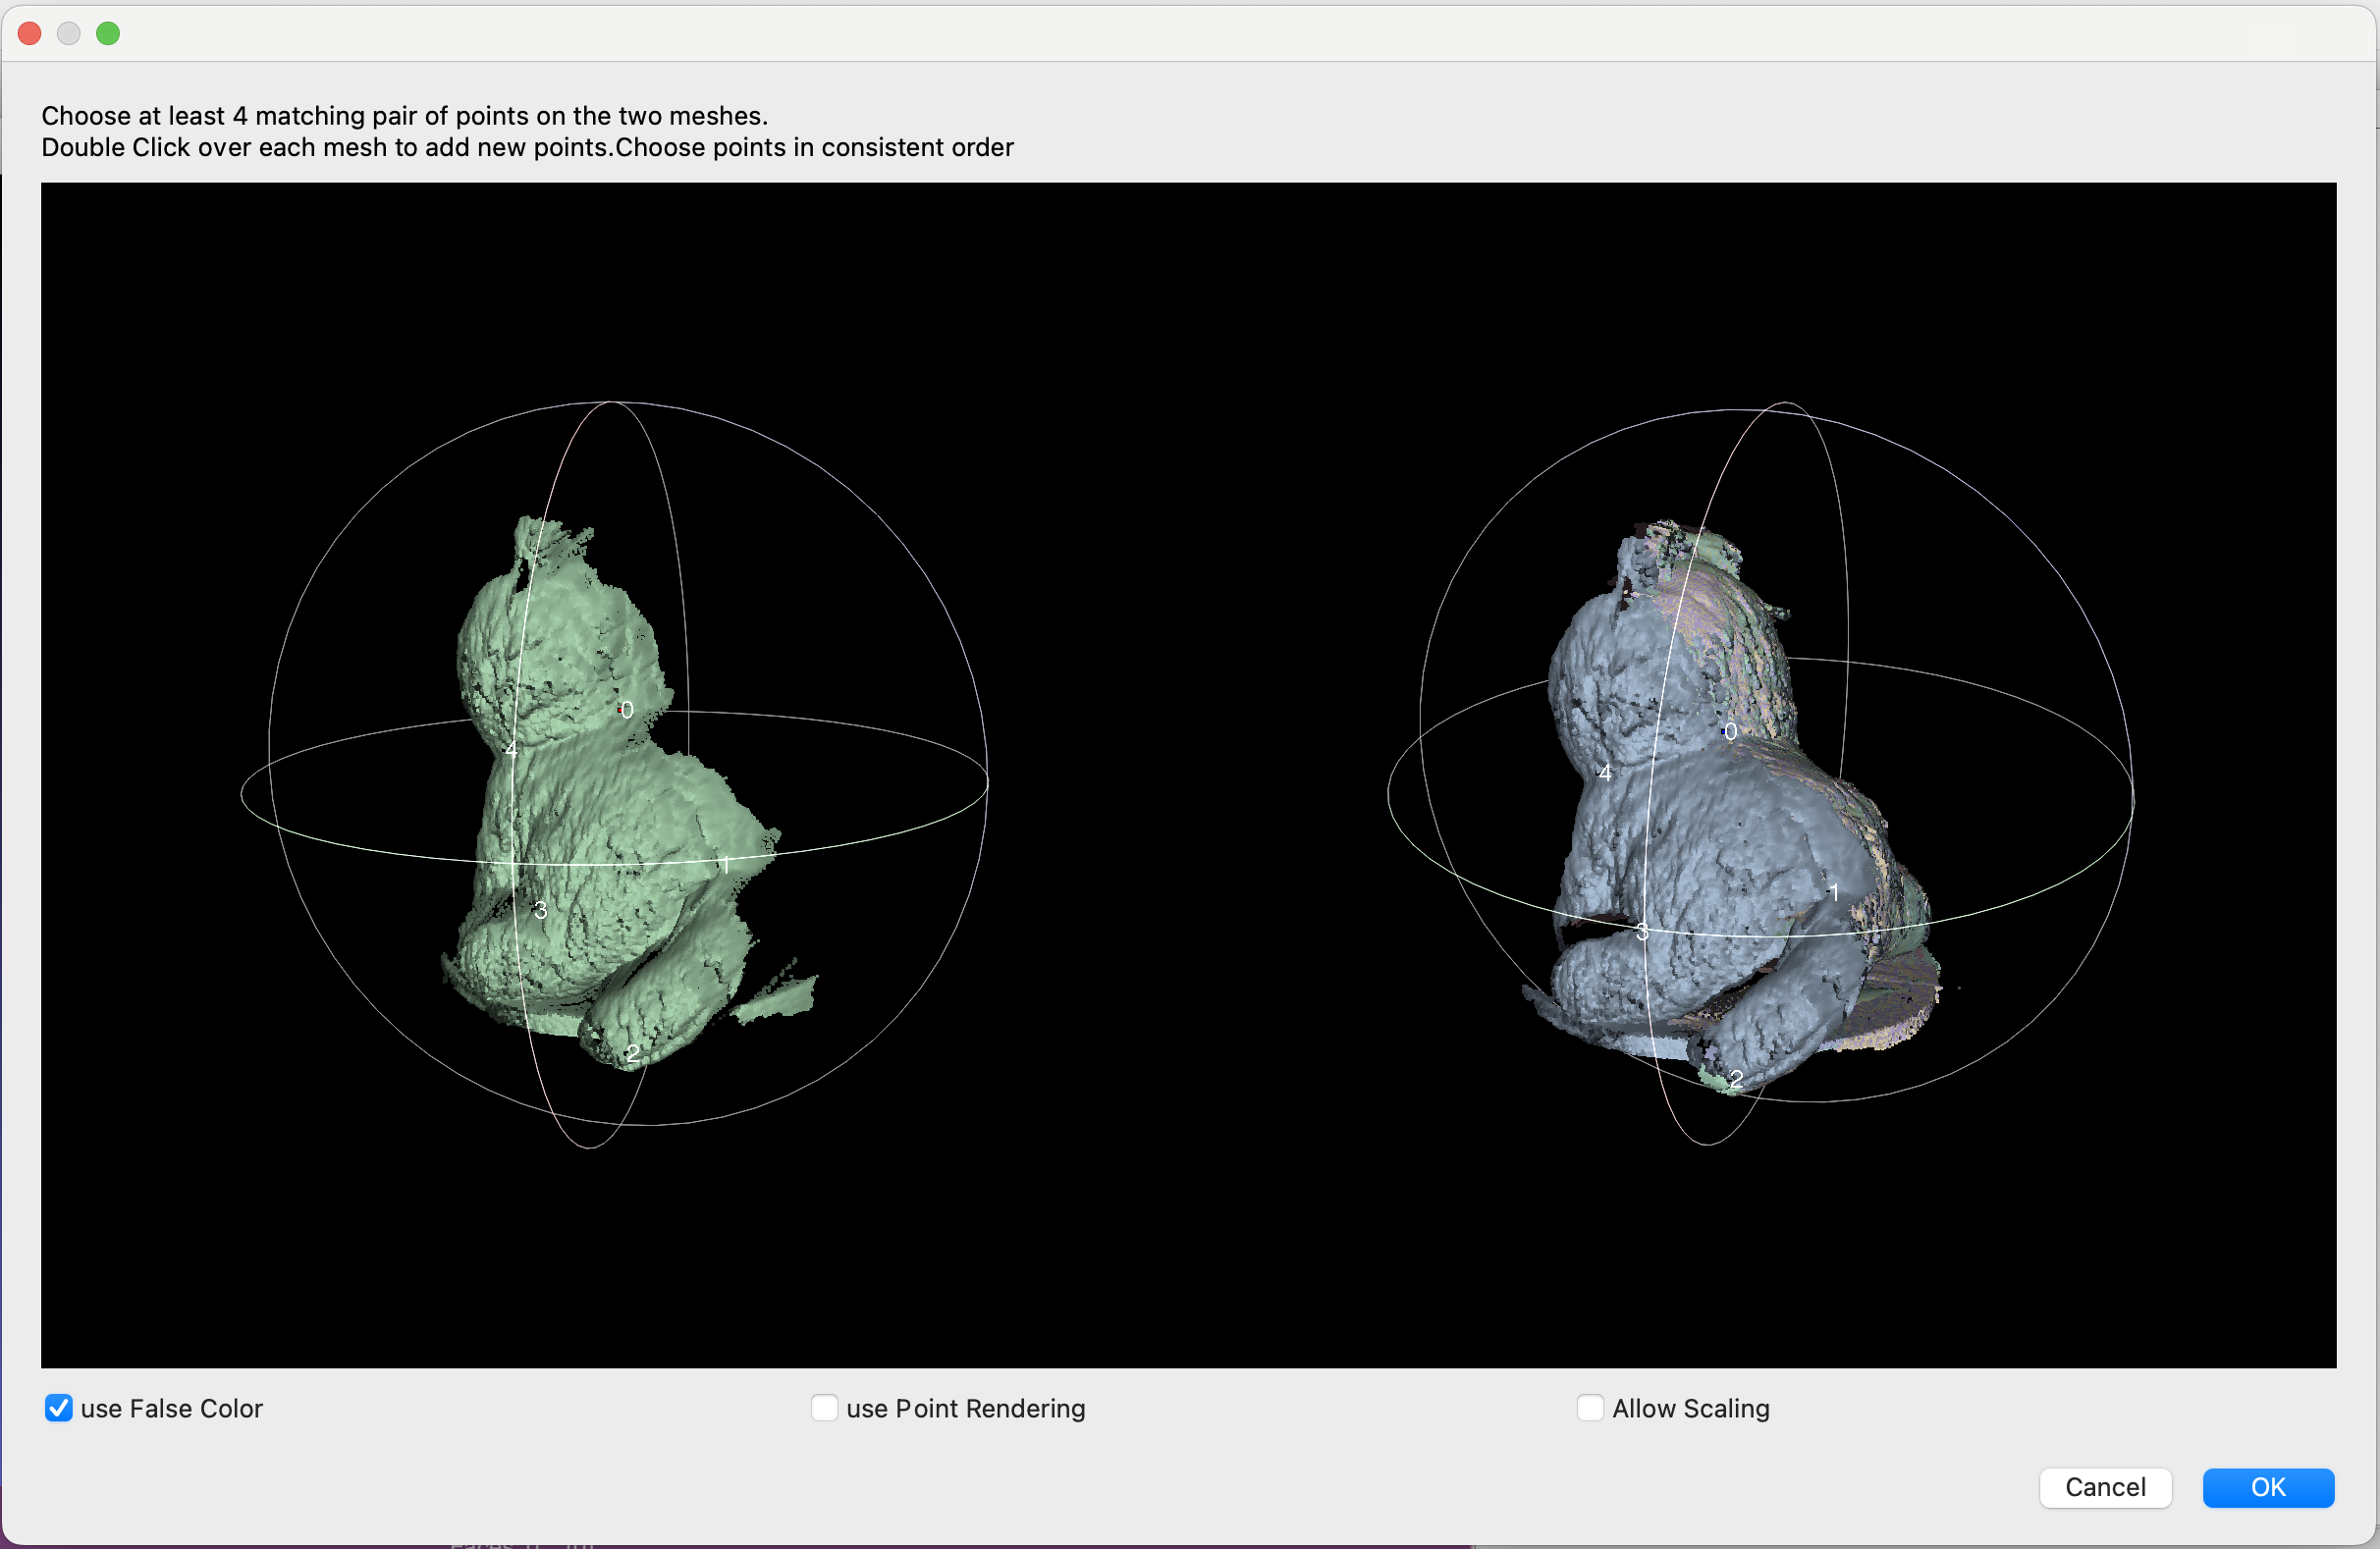 Choose at least 4 matching pair of points on the two meshes.
Double Click over each mesh to add new points.Choose points in consistent order
0
4
1
3
2
0
4
1
3
2
use False Color
use Point Rendering
Allow Scaling
Cancel
OK